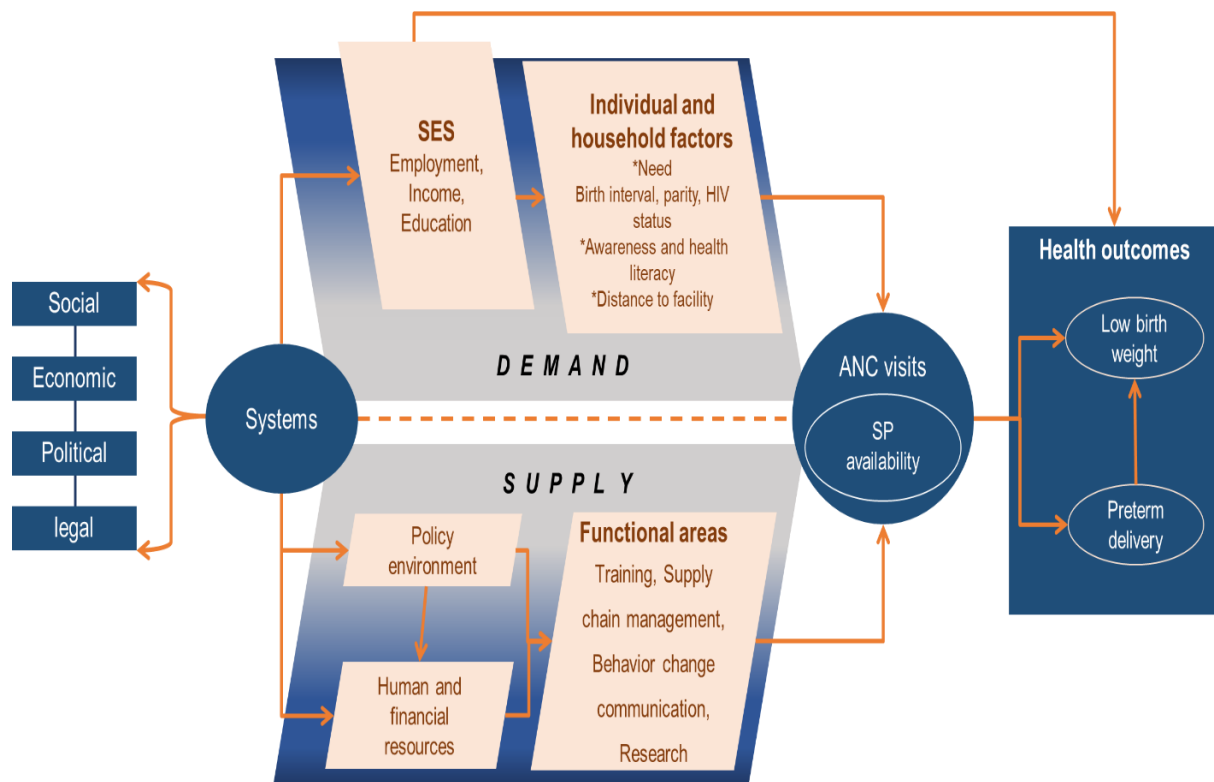 Social
Economic
Political
legal
Systems
SES
Employment,
Income,
Education
Individual and
household factors
*Need
Birth interval, parity, HIV
status
*Awareness and health
literacy
*Distance to facility
DEMAND
SUPPLY
Policy
environment
Human and
financial
resources
Functional areas
Training, Supply
chain management,
Behavior change
communication,
Research
ANC visits
SP
availability
Health outcomes
Low birth
weight
Preterm
delivery